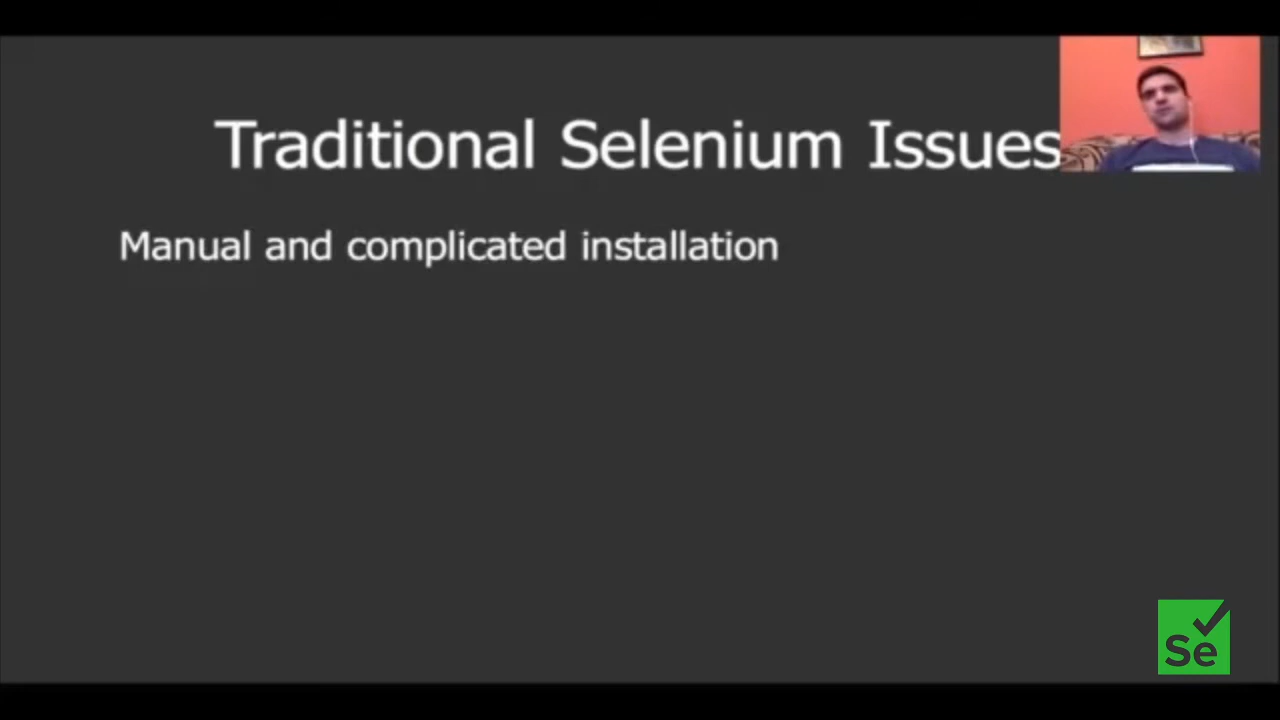 Traditional Selenium Issues
Manual and complicated installation
Se